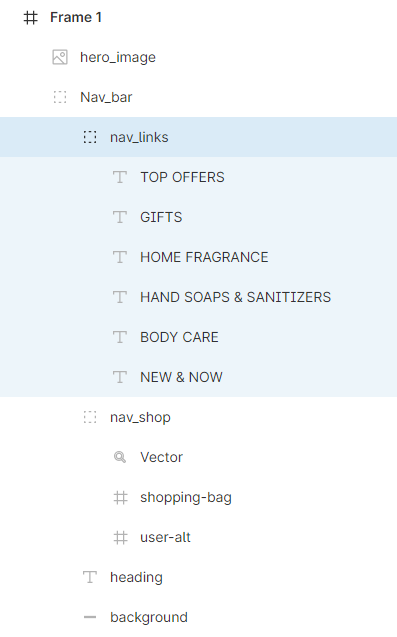 Frame 1
hero_image
Nav_bar
nav_links
TOP OFFERS
GIFTS
HOME FRAGRANCE
HAND SOAPS & SANITIZERS
BODY CARE
NEW & NOW
nav_shop
Vector
shopping-bag
user-alt
heading
background